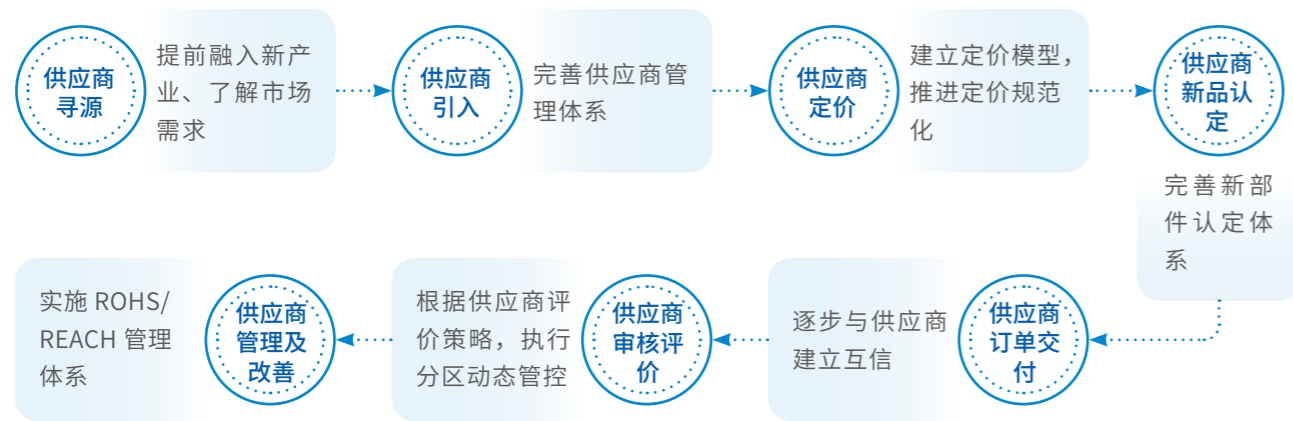 供应商
寻源
提前融入新产
业、了解市场
需求
供应商
引入
完善供应商管
理体系
供应商
定价
建立定价模型，
推进定价规范
化
供应商
新品认
定
完善新部
件认定体
系
供应商
订单交
付
逐步与供应商
建立互信
供应商
审核评
价
根据供应商评
价策略，执行
分区动态管控
供应商
管理及
改善
实施 ROHS/
REACH 管理
体系